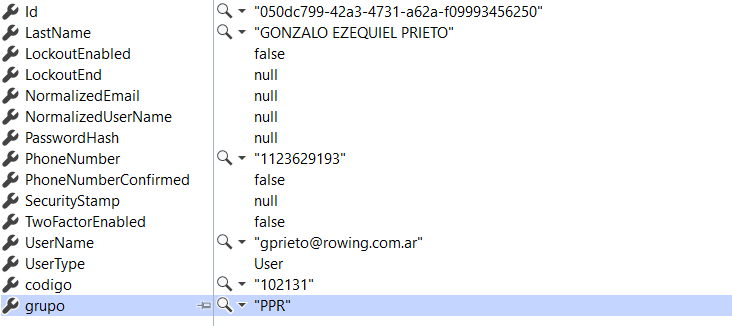 Id "050dc799-42a3-4731-a62a-f09993456250"
LastName "GONZALO EZEQUIEL PRIETO"
LockoutEnabled false
LockoutEnd null
NormalizedEmail null
NormalizedUserName null
PasswordHash null
PhoneNumber "1123629193"
PhoneNumberConfirmed false
SecurityStamp null
TwoFactorEnabled false
UserName "gprieto@rowing.com.ar"
UserType User
codigo "102131"
grupo "PPR"